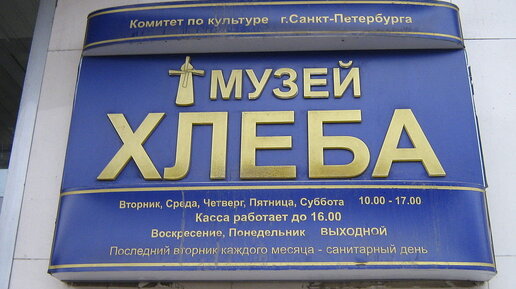 Комитет по культуре г.Санкт-Петербурга
МУЗЕЙ
ХЛЕБА
Вторник, Среда, Четверг, Пятница, Суббота 10.00 - 17.00
Касса работает до 16.00
Воскресение, Понедельник ВЫХОДНОЙ
Последний вторник каждого месяца - санитарный день